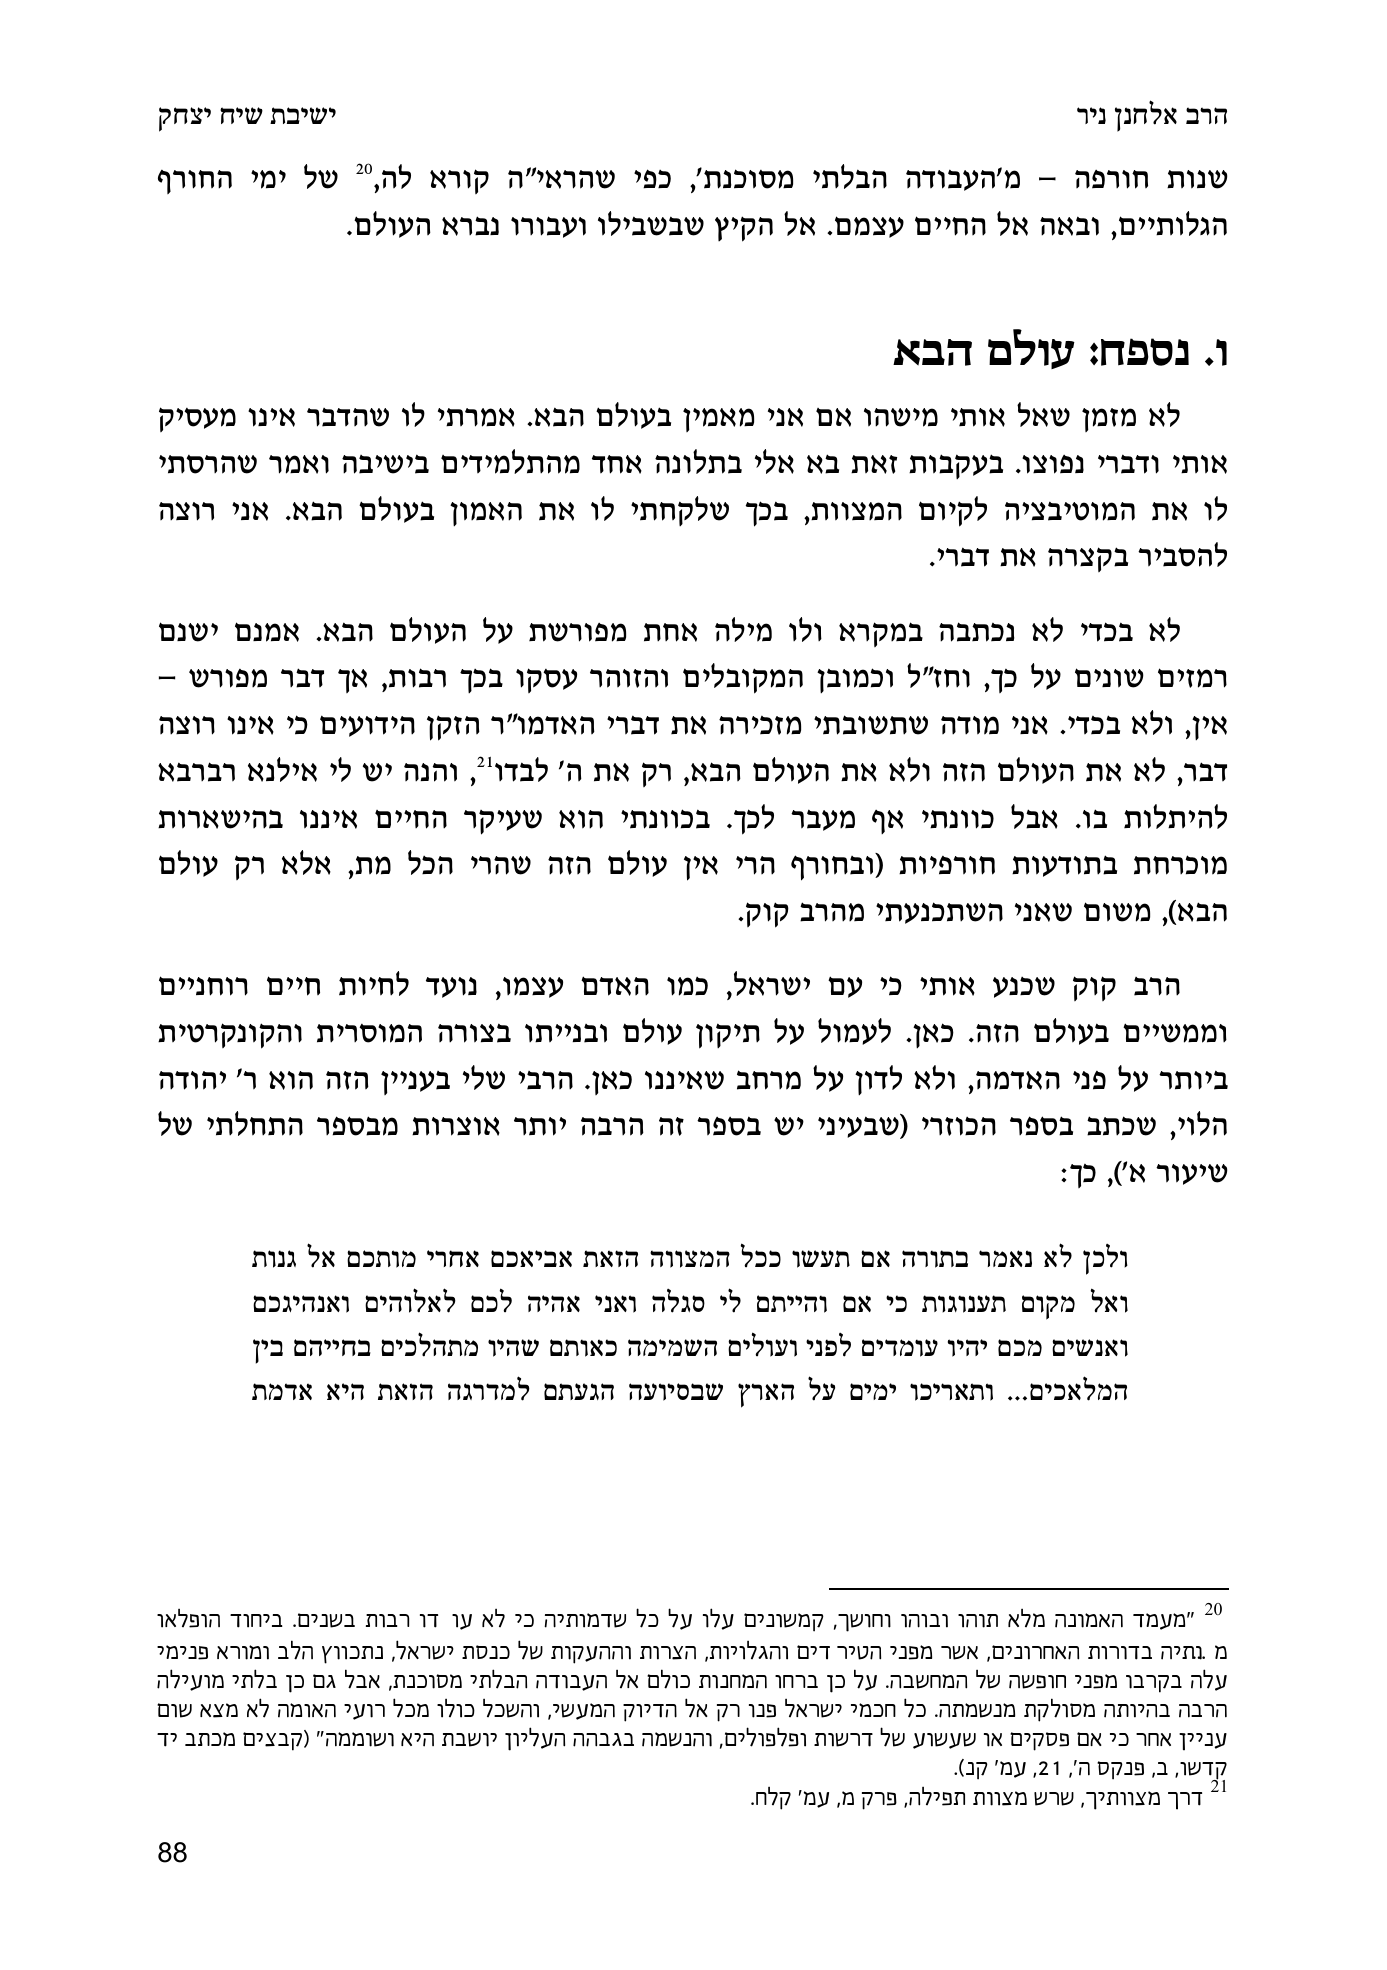 הרב אלחנן ניר
ישיבת שיח יצחק
שנות חורפה – מ'העבודה הבלתי מסוכנת', כפי שהראי"ה קורא לה,20 של ימי החורף
הגלותיים, ובאה אל החיים עצמם. אל הקיץ שבשבילו ועבורו נברא העולם.
ו. נספח: עולם הבא
לא מזמן שאל אותי מישהו אם אני מאמין בעולם הבא. אמרתי לו שהדבר אינו מעסיק
אותי ודברי נפוצו. בעקבות זאת בא אלי בתלונה אחד מהתלמידים בישיבה ואמר שהרסתי
לו את המוטיבציה לקיום המצוות, בכך שלקחתי לו את האמון בעולם הבא. אני רוצה
להסביר בקצרה את דברי.
לא בכדי לא נכתבה במקרא ולו מילה אחת מפורשת על העולם הבא. אמנם ישנם
רמזים שונים על כך, וחז"ל וכמובן המקובלים והזוהר עסקו בכך רבות, אך דבר מפורש –
אין, ולא בכדי. אני מודה שתשובתי מזכירה את דברי האדמו"ר הזקן הידועים כי אינו רוצה
דבר, לא את העולם הזה ולא את העולם הבא, רק את ה' לבדו21, והנה יש לי אילנא רברבא
להיתלות בו. אבל כוונתי אף מעבר לכך. בכוונתי הוא שעיקר החיים איננו בהישארות
מוכרחת בתודעות חורפיות (ובחורף הרי אין עולם הזה שהרי הכל מת, אלא רק עולם
הבא), משום שאני השתכנעתי מהרב קוק.
הרב קוק שכנע אותי כי עם ישראל, כמו האדם עצמו, נועד לחיות חיים רוחניים
וממשיים בעולם הזה. כאן. לעמול על תיקון עולם ובנייתו בצורה המוסרית והקונקרטית
ביותר על פני האדמה, ולא לדון על מרחב שאיננו כאן. הרבי שלי בעניין הזה הוא ר' יהודה
הלוי, שכתב בספר הכוזרי (שבעיני יש בספר זה הרבה יותר אוצרות מבספר התחלתי של
שיעור א'), כך:
ולכן לא נאמר בתורה אם תעשו ככל המצווה הזאת אביאכם אחרי מותכם אל גנות
ואל מקום תענוגות כי אם והייתם לי סגלה ואני אהיה לכם לאלוהים ואנהיגכם
ואנשים מכם יהיו עומדים לפני ועולים השמימה כאותם שהיו מתהלכים בחייהם בין
המלאכים... ותאריכו ימים על הארץ שבסיועה הגעתם למדרגה הזאת היא אדמת
20 "מעמד האמונה מלא תוהו ובוהו וחושך, קמשונים עלו על כל שדמותיה כי לא עו דו רבות בשנים. ביחוד הופלאו
מ נתיה בדורות האחרונים, אשר מפני הטיר דים והגלויות, הצרות וההעקות של כנסת ישראל, נתכווץ הלב ומורא פנימי
עלה בקרבו מפני חופשה של המחשבה. על כן ברחו המחנות כולם אל העבודה הבלתי מסוכנת, אבל גם כן בלתי מועילה
הרבה בהיותה מסולקת מנשמתה. כל חכמי ישראל פנו רק אל הדיוק המעשי, והשכל כולו מכל רועי האומה לא מצא שום
עניין אחר כי אם פסקים או שעשוע של דרשות ופלפולים, והנשמה בגבהה העליון יושבת היא ושוממה" (קבצים מכתב יד
קדשו, ב, פנקס ה', 21, עמ' קנ).
21 דרך מצוותיך, שרש מצוות תפילה, פרק מ, עמ' קלח.
88